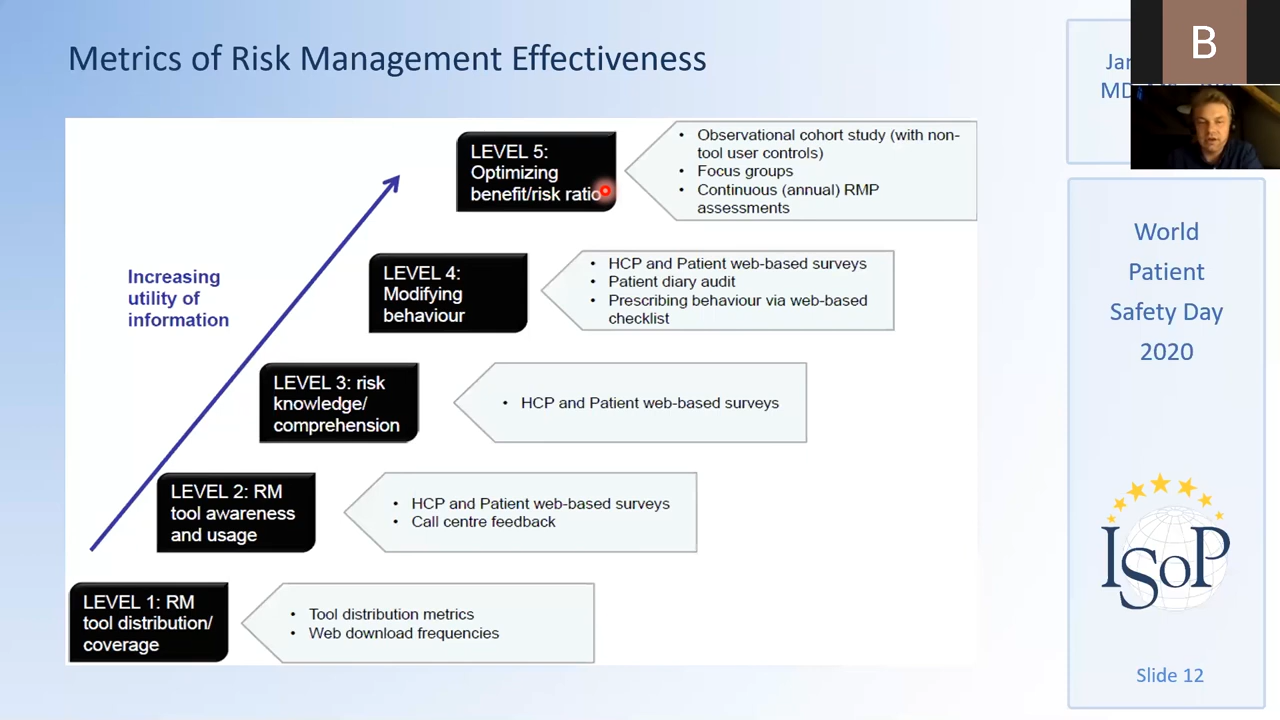 Metrics of Risk Management Effectiveness
LEVEL 5:
Optimizing
benefit/risk ratio
• Observational cohort study (with non-
tool user controls)
• Focus groups
• Continuous (annual) RMP
assessments
Increasing
utility of
information
LEVEL 4:
Modifying
behaviour
• HCP and Patient web-based surveys
• Patient diary audit
• Prescribing behaviour via web-based
checklist
LEVEL 3: risk
knowledge/
comprehension
• HCP and Patient web-based surveys
LEVEL 2: RM
tool awareness
and usage
• HCP and Patient web-based surveys
• Call centre feedback
LEVEL 1: RM
tool distribution/
coverage
• Tool distribution metrics
• Web download frequencies
B
World
Patient
Safety Day
2020
ISoP
Slide 12